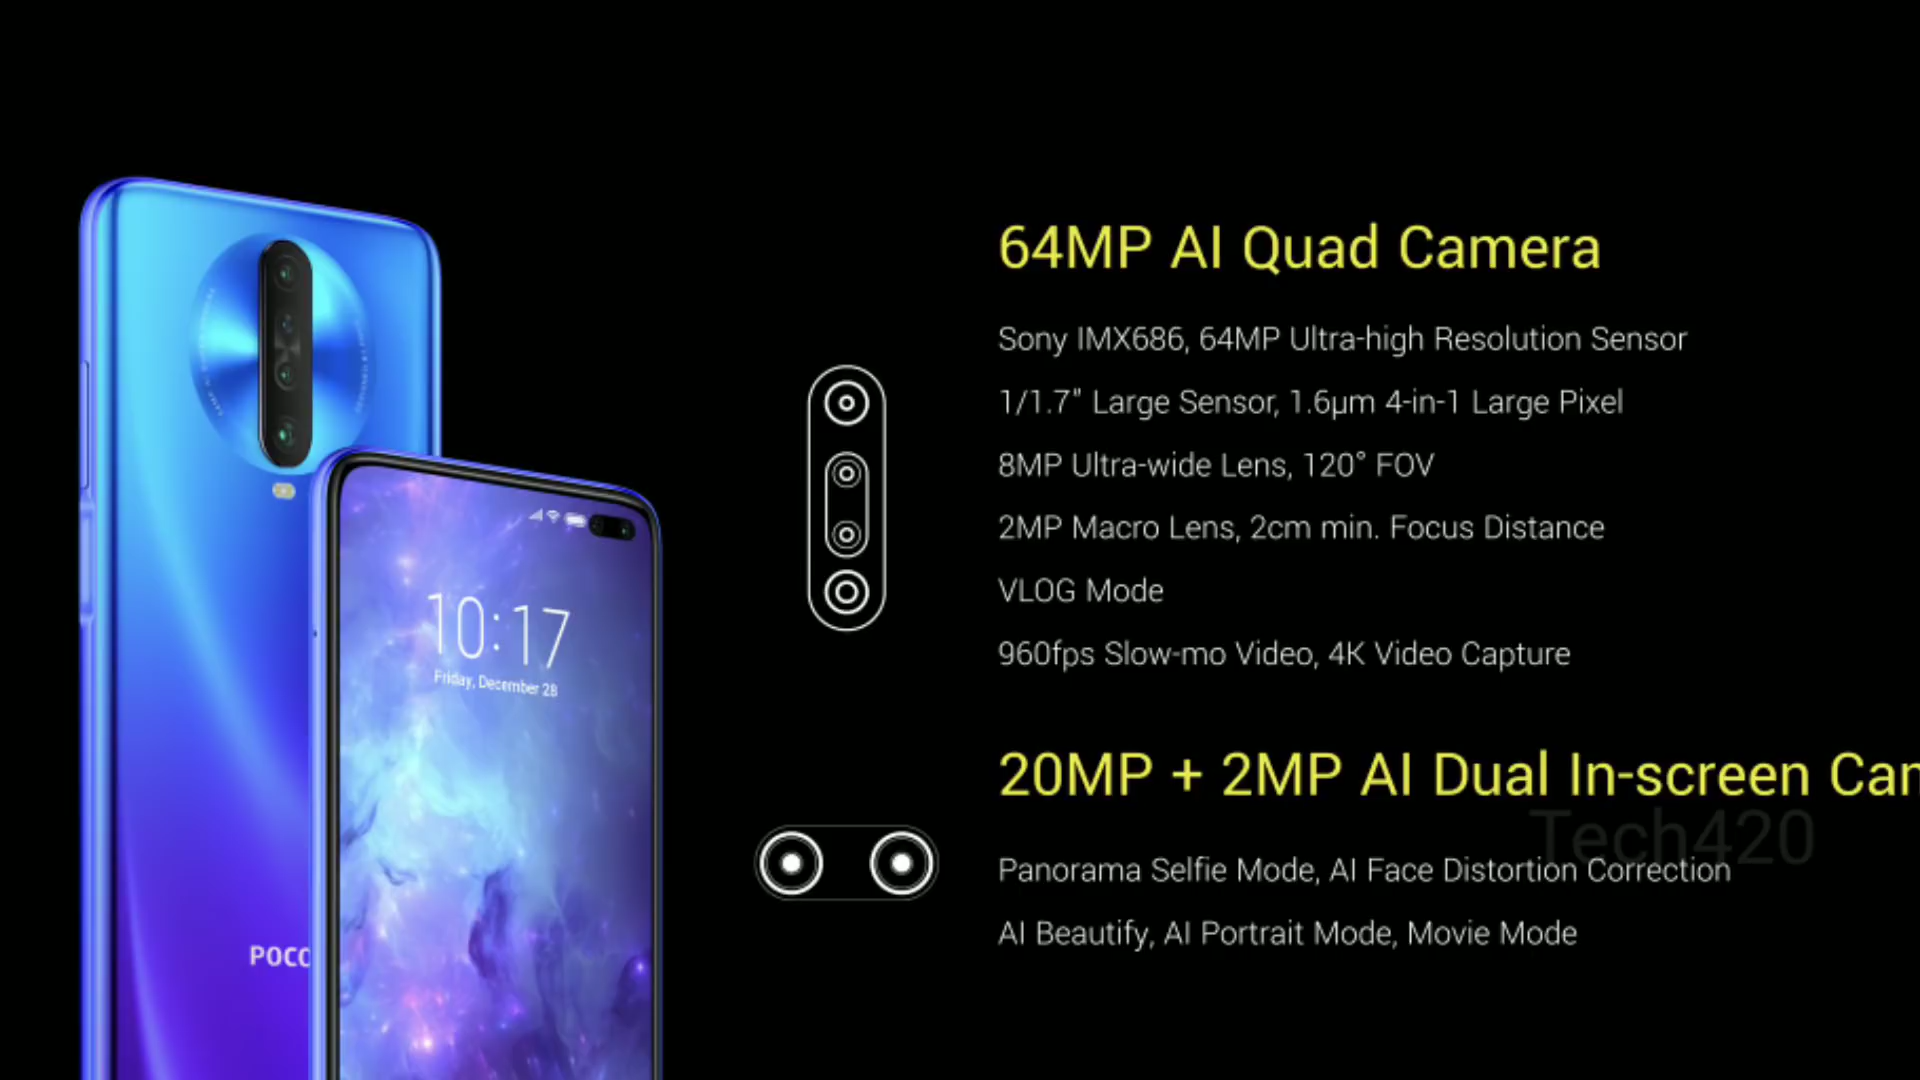 64MP AI Quad Camera
Sony IMX686, 64MP Ultra-high Resolution Sensor
1/1.7" Large Sensor, 1.6μm 4-in-1 Large Pixel
8MP Ultra-wide Lens, 120° FOV
2MP Macro Lens, 2cm min. Focus Distance
VLOG Mode
960fps Slow-mo Video, 4K Video Capture
10:17
Friday, December 28
20MP + 2MP AI Dual In-screen Cam
Tech420
Panorama Selfie Mode, AI Face Distortion Correction
AI Beautify, AI Portrait Mode, Movie Mode
POCO